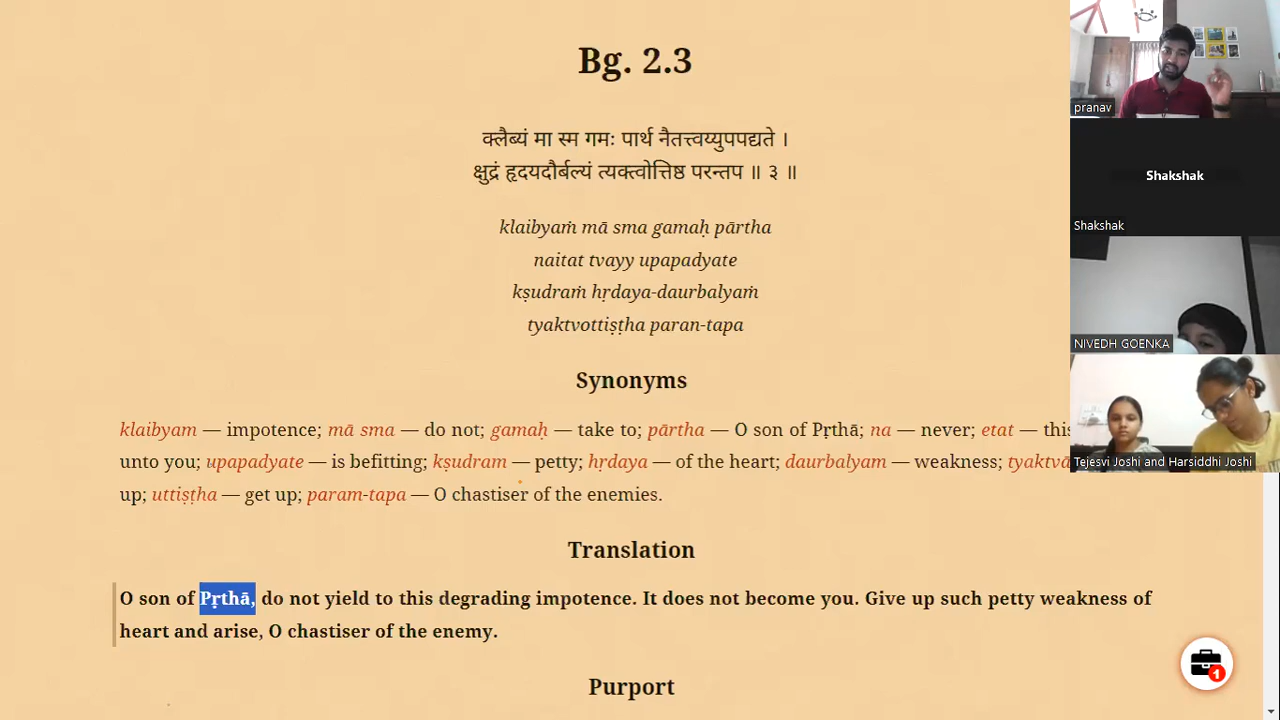 Bg. 2.3
क्लैब्यं मा स्म गमः पार्थ नैतत्त्वय्युपपद्यते ।
क्षुद्रं हृदयदौर्बल्यं त्यक्त्वोत्तिष्ठ परन्तप ॥ ३ ॥
klaibyaṁ mā sma gamaḥ pārtha
naitat tvayy upapadyate
kṣudraṁ hṛdaya-daurbalyaṁ
tyaktvottiṣṭha paran-tapa
Synonyms
klaibyam — impotence; mā sma — do not; gamaḥ — take to; pārtha — O son of Pṛthā; na — never; etat — this
unto you; upapadyate — is befitting; kṣudram — petty; hṛdaya — of the heart; daurbalyam — weakness;
up; uttiṣṭha — get up; param-tapa — O chastiser of the enemies.
Translation
O son of Pṛthā, do not yield to this degrading impotence. It does not become you. Give up such petty weakness of
heart and arise, O chastiser of the enemy.
Purport
pranav
Shakshak
Shakshak
NIVEDH GOENKA
Tejesvi Joshi and Harsiddhi Joshi
1